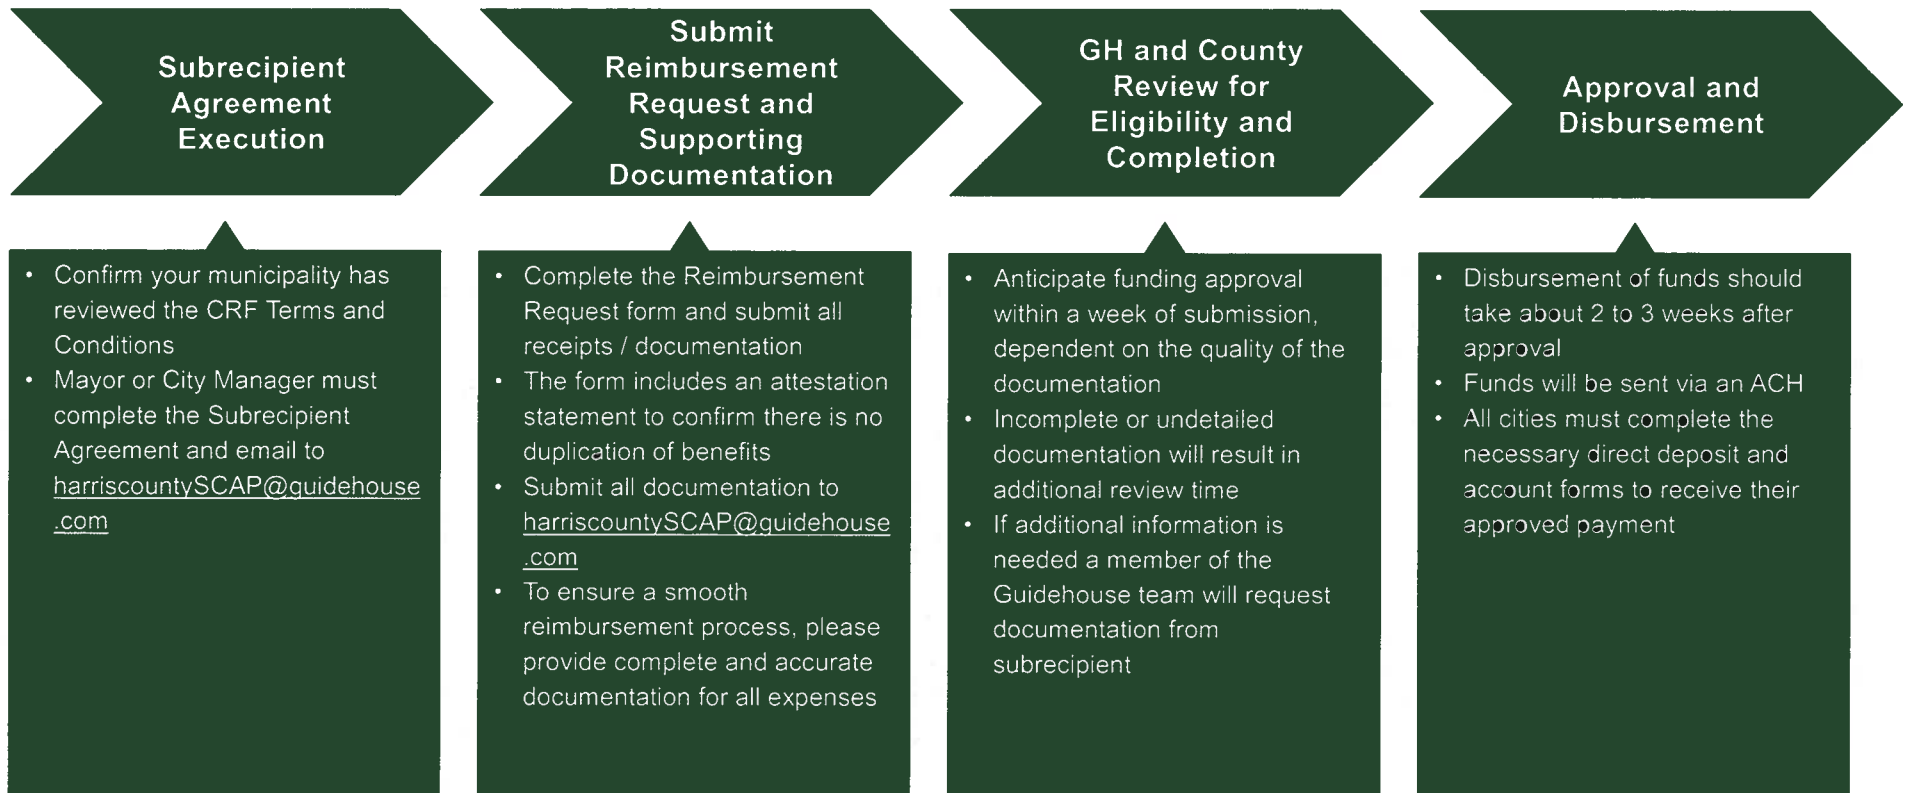 Subrecipient
Agreement
Execution
Submit
Reimbursement
Request and
Supporting
Documentation
GH and County
Review for
Eligibility and
Completion
Approval and
Disbursement
• Confirm your municipality has
reviewed the CRF Terms and
Conditions
• Mayor or City Manager must
complete the Subrecipient
Agreement and email to
harriscountySCAP@guidehouse
.com
• Complete the Reimbursement
Request form and submit all
receipts / documentation
• The form includes an attestation
statement to confirm there is no
duplication of benefits
• Submit all documentation to
harriscountySCAP@guidehouse
.com
• To ensure a smooth
reimbursement process, please
provide complete and accurate
documentation for all expenses
• Anticipate funding approval
within a week of submission,
dependent on the quality of the
documentation
• Incomplete or undetailed
documentation will result in
additional review time
• If additional information is
needed a member of the
Guidehouse team will request
documentation from
subrecipient
• Disbursement of funds should
take about 2 to 3 weeks after
approval
• Funds will be sent via an ACH
• All cities must complete the
necessary direct deposit and
account forms to receive their
approved payment